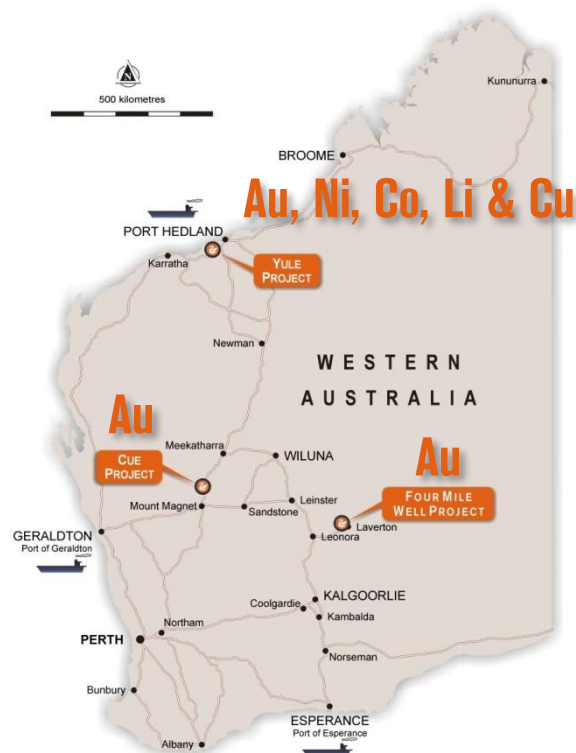 N
500 kilometres
Kununurra
BROOME
Au, Ni, Co, Li & Cu
PORT HEDLAND
Karratha
YULE
PROJECT
Newman
WESTERN
AUSTRALIA
Au
Meekatharra
CUE
PROJECT
WILUNA
Au
Mount Magnet
Sandstone
Leinster
FOUR MILE
WELL PROJECT
Laverton
Leonora
GERALDTON
Port of Geraldton
KALGOORLIE
Coolgardie
Kambalda
Northam
PERTH
Norseman
Bunbury
ESPERANCE
Port of Esperance
Albany